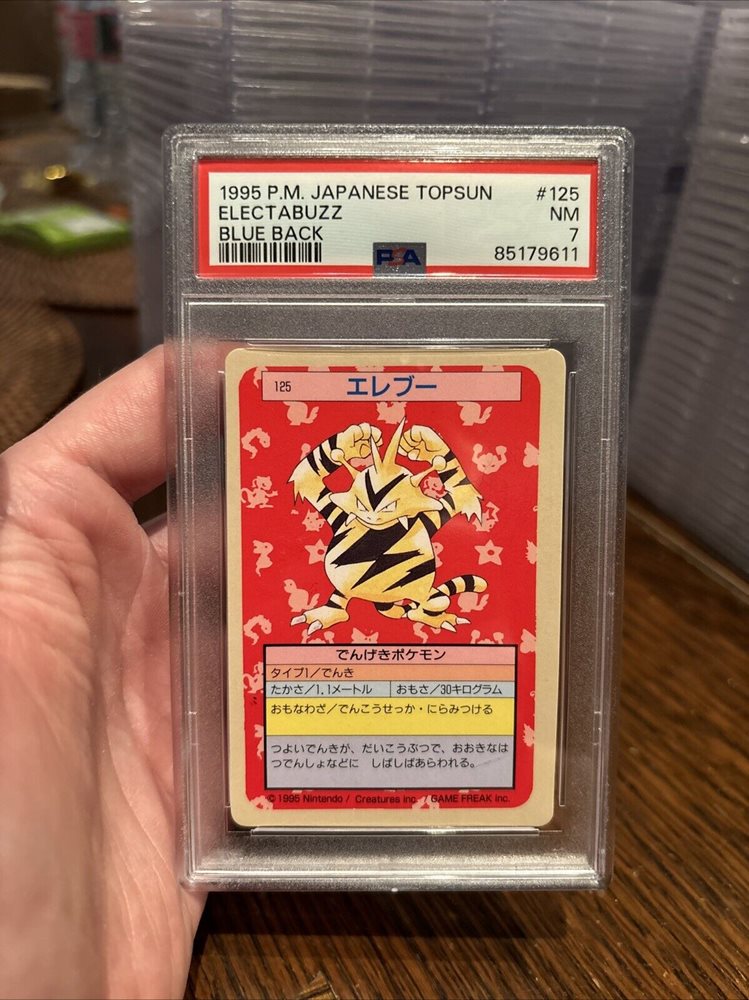 1995 P.M. JAPANESE TOPSUN #125
ELECTABUZZ NM
BLUE BACK 7
PSA 85179611
125 エレブー
でんげきポケモン
タイプ1/でんき
たかさ/1.1メートル おもさ/30キログラム
おもなわざ/でんこうせっか・にらみつける
つよいでんきが、だいこうぶつで、おおきなは
つでんしょなどに しばしばあらわれる。
© 1995 Nintendo / Creatures inc. / GAME FREAK inc.